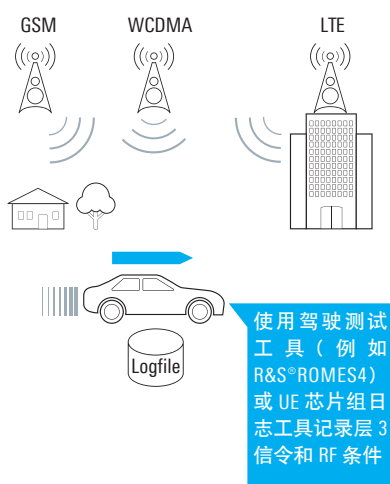 GSM
WCDMA
LTE
Logfile
使用驾驶测试
工具(例如
R&S®ROMES4)
或 UE 芯片组日
志工具记录层 3
信令和 RF 条件